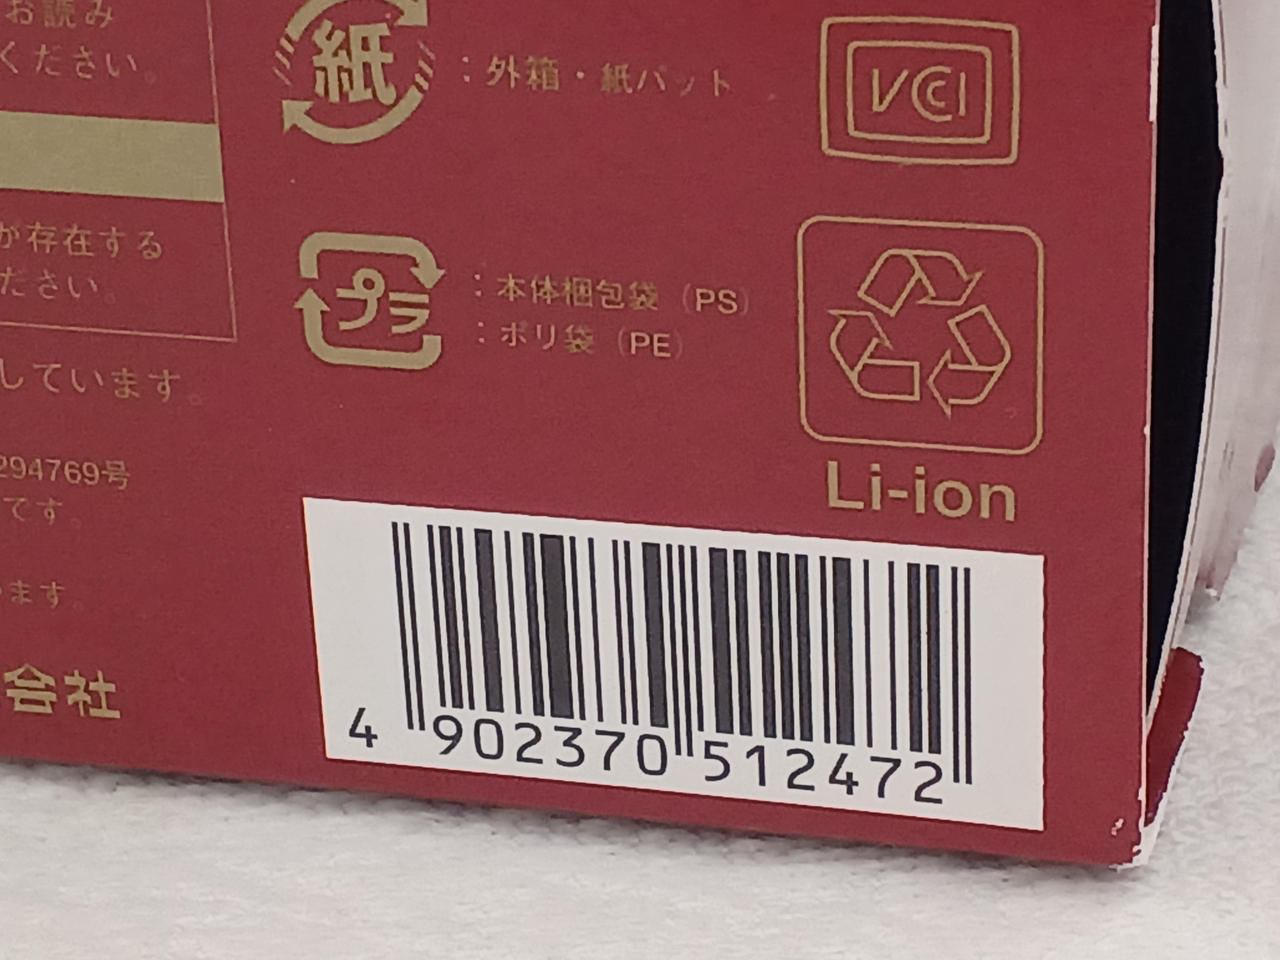 お読み
ください。
が存在する
ださい。
しています。
294769号
です。
います。
会社
紙
：外箱・紙パット
プラ
：本体梱包袋（PS）
：ポリ袋（PE）
VCCI
Li-ion
4 902370 512472